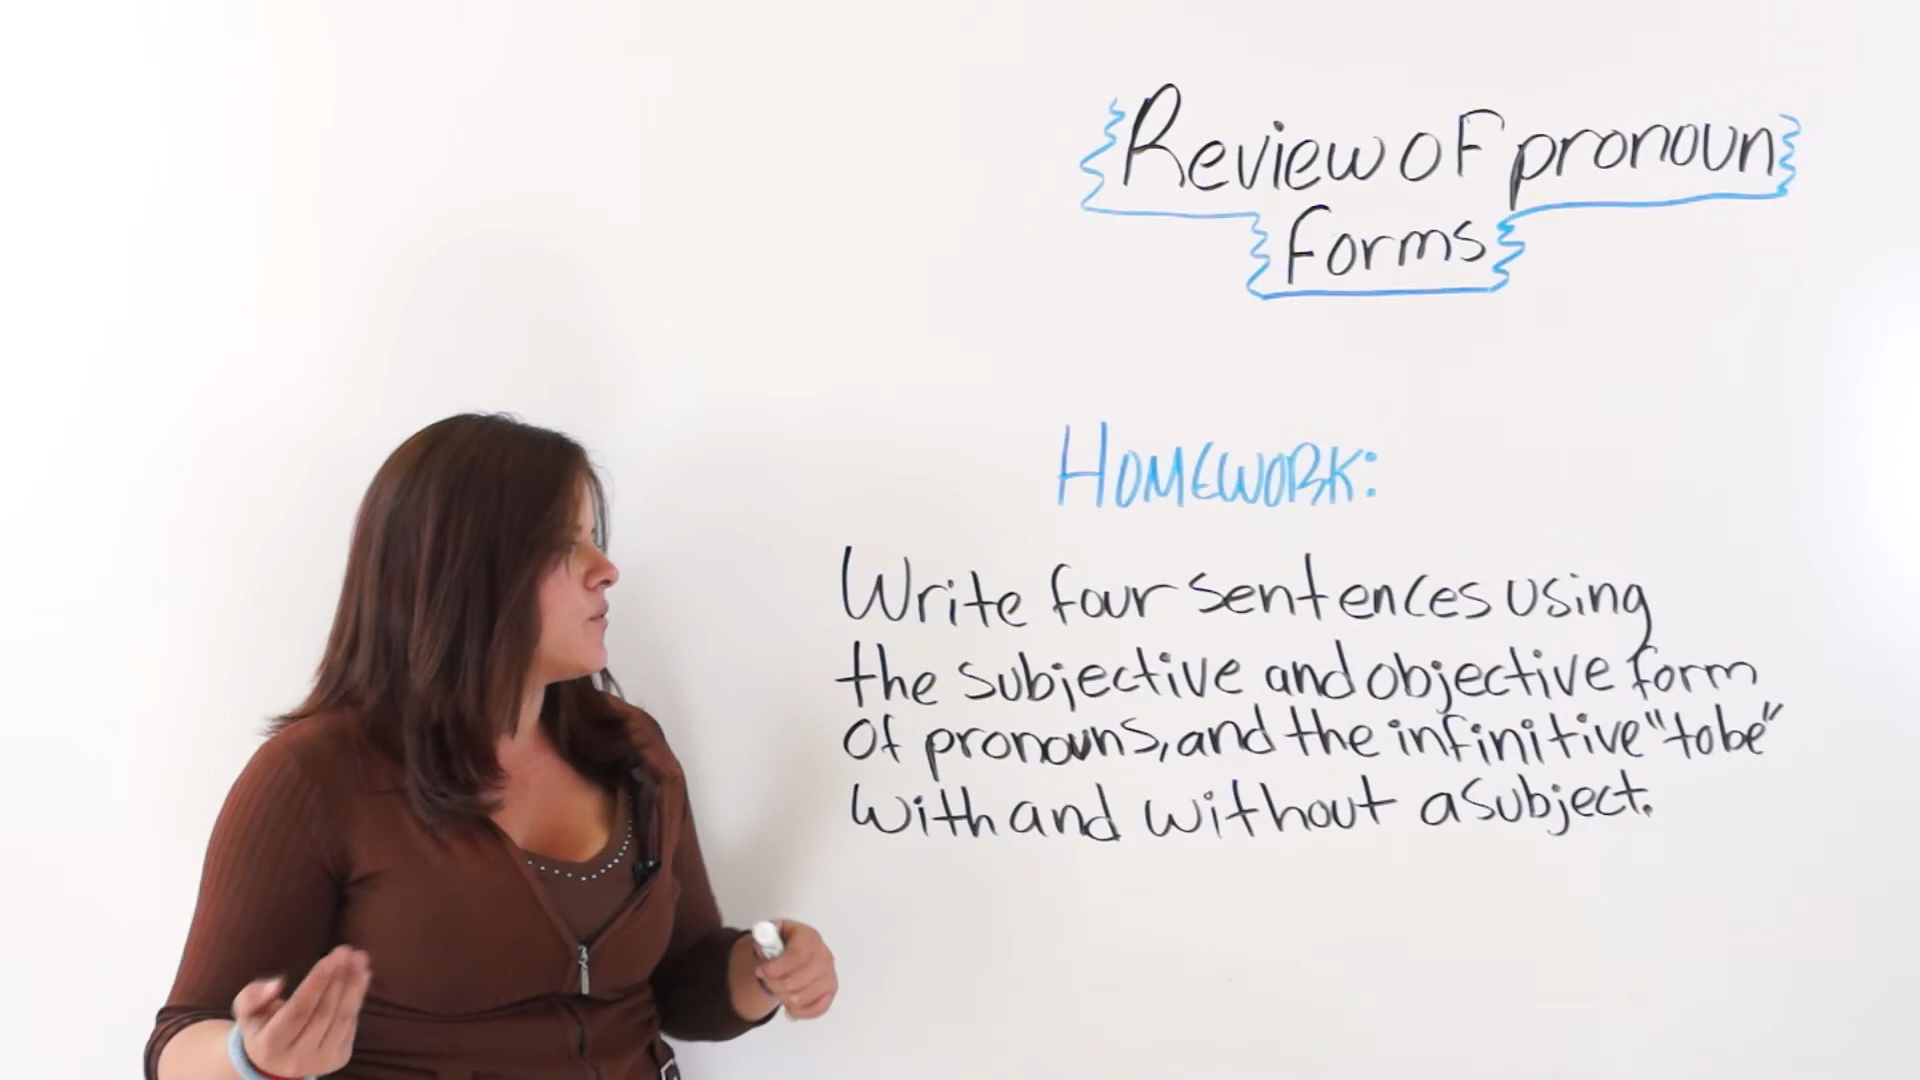 Review of pronoun
forms
HOMEWORK:
Write four sentences using
the subjective and objective form
of pronouns, and the infinitive "to be"
with and without a subject.